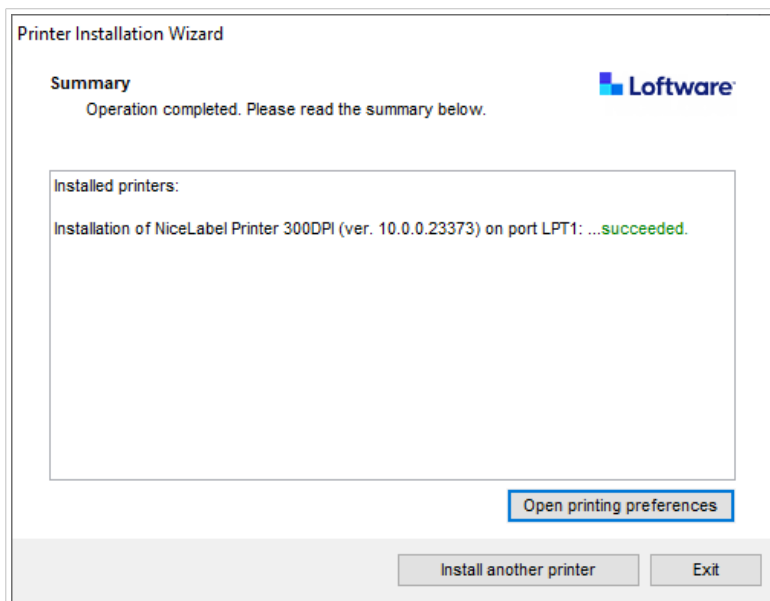 Printer Installation Wizard
Summary
Operation completed. Please read the summary below.
Loftware
Installed printers:
Installation of NiceLabel Printer 300DPI (ver. 10.0.0.23373) on port LPT1: ...succeeded.
Open printing preferences
Install another printer
Exit